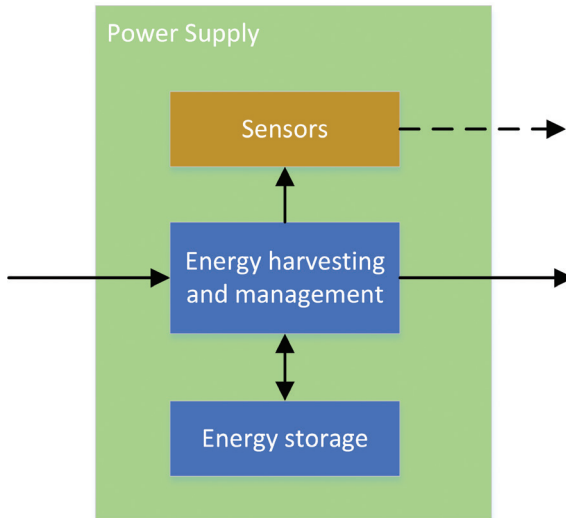 Power Supply
Sensors
Energy harvesting
and management
Energy storage